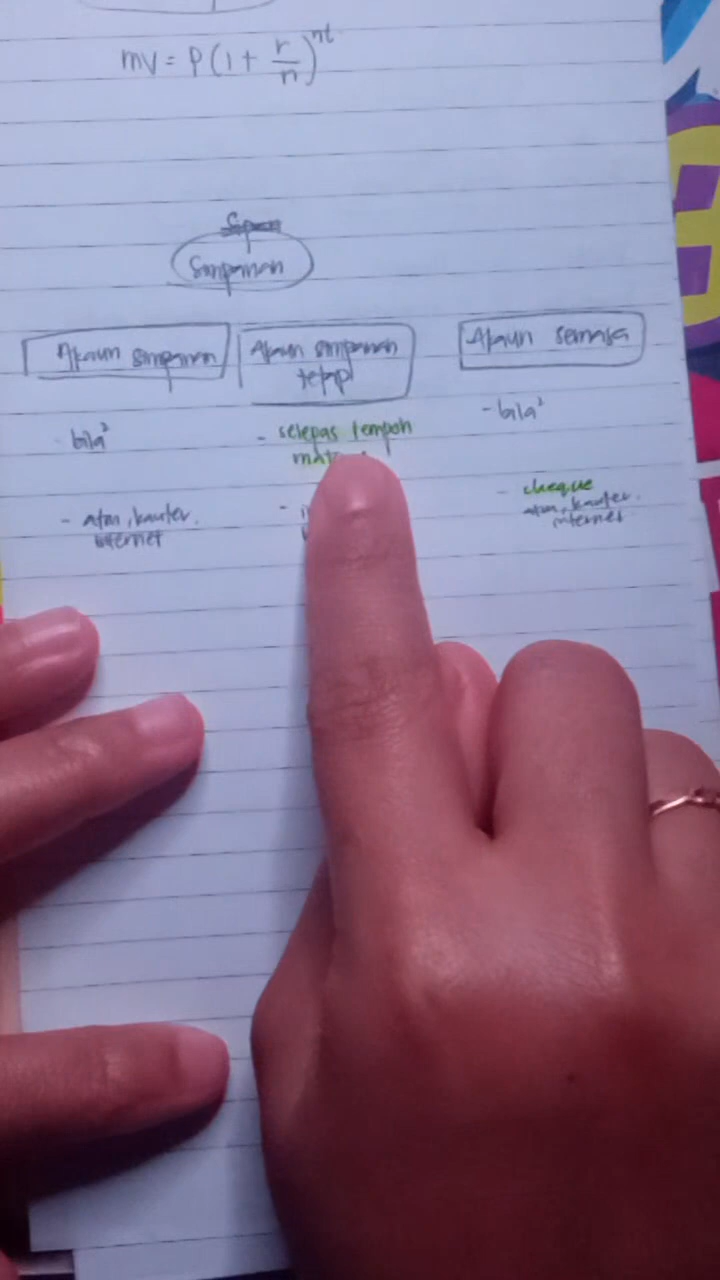 mv = P(1 + r/n)^nt
Simpanan
Akaun simpanan
Akaun simpanan
tetap
Akaun semasa
- bila²
- selepas tempoh
- bila²
- atm, kaunter,
internet
- cheque
atm, kaunter,
internet